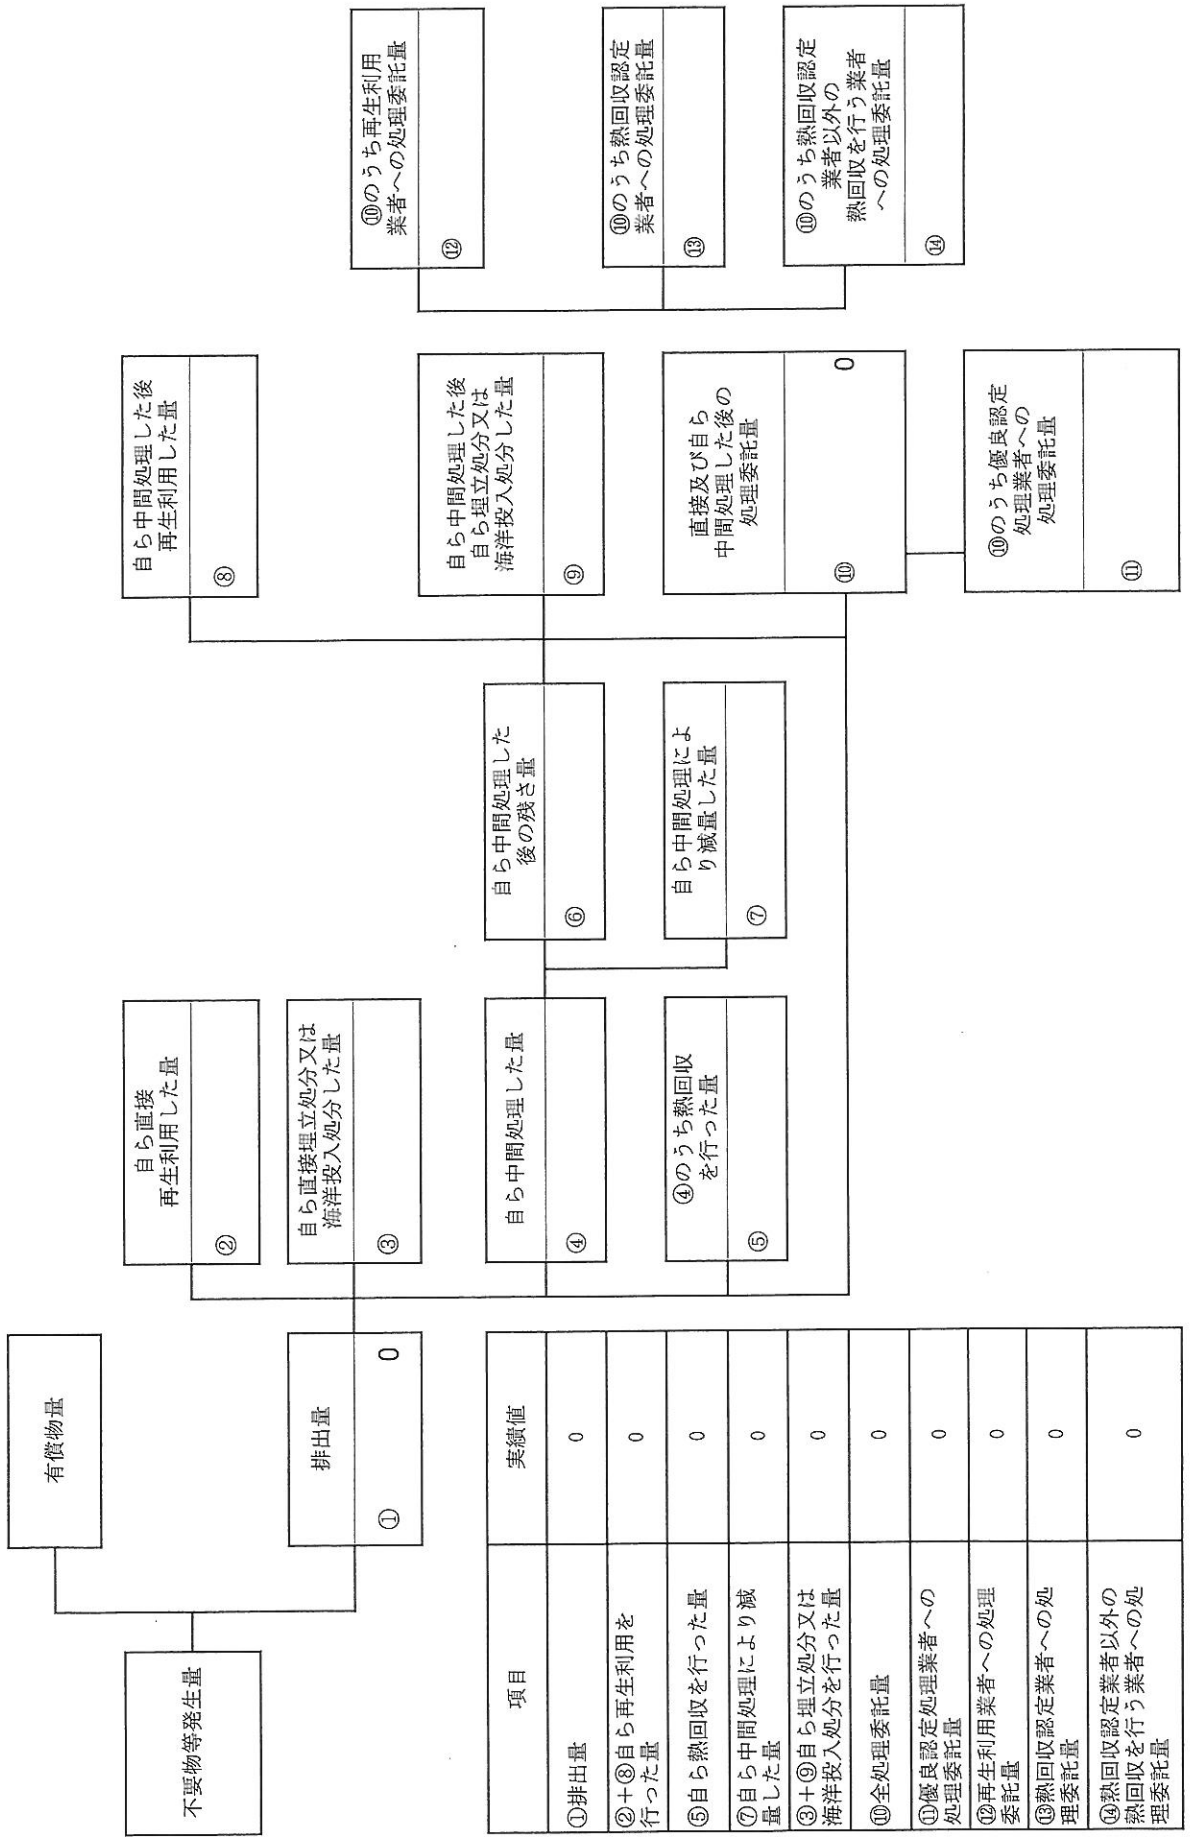 不要物等発生量
有償物量
排出量
①
0
自ら直接
再生利用した量
②
自ら直接埋立処分又は
海洋投入処分した量
③
自ら中間処理した量
④
④のうち熱回収
を行った量
⑤
自ら中間処理した
後の残さ量
⑥
自ら中間処理によ
り減量した量
⑦
自ら中間処理した後
再生利用した量
⑧
自ら中間処理した後
自ら埋立処分又は
海洋投入処分した量
⑨
直接及び自ら
中間処理した後の
処理委託量
⑩
0
⑩のうち優良認定
処理業者への
処理委託量
⑪
⑩のうち再生利用
業者への処理委託量
⑫
⑩のうち熱回収認定
業者への処理委託量
⑬
⑩のうち熱回収認定
業者以外の
熱回収を行う業者
への処理委託量
⑭
項目
実績値
①排出量
0
②+⑧自ら再生利用を
行った量
0
⑤自ら熱回収を行った量
0
⑦自ら中間処理により減
量した量
0
③+⑨自ら埋立処分又は
海洋投入処分を行った量
0
⑩全処理委託量
0
⑪優良認定処理業者への
処理委託量
0
⑫再生利用業者への処理
委託量
0
⑬熱回収認定業者への処
理委託量
0
⑭熱回収認定業者以外の
熱回収を行う業者への処
理委託量
0